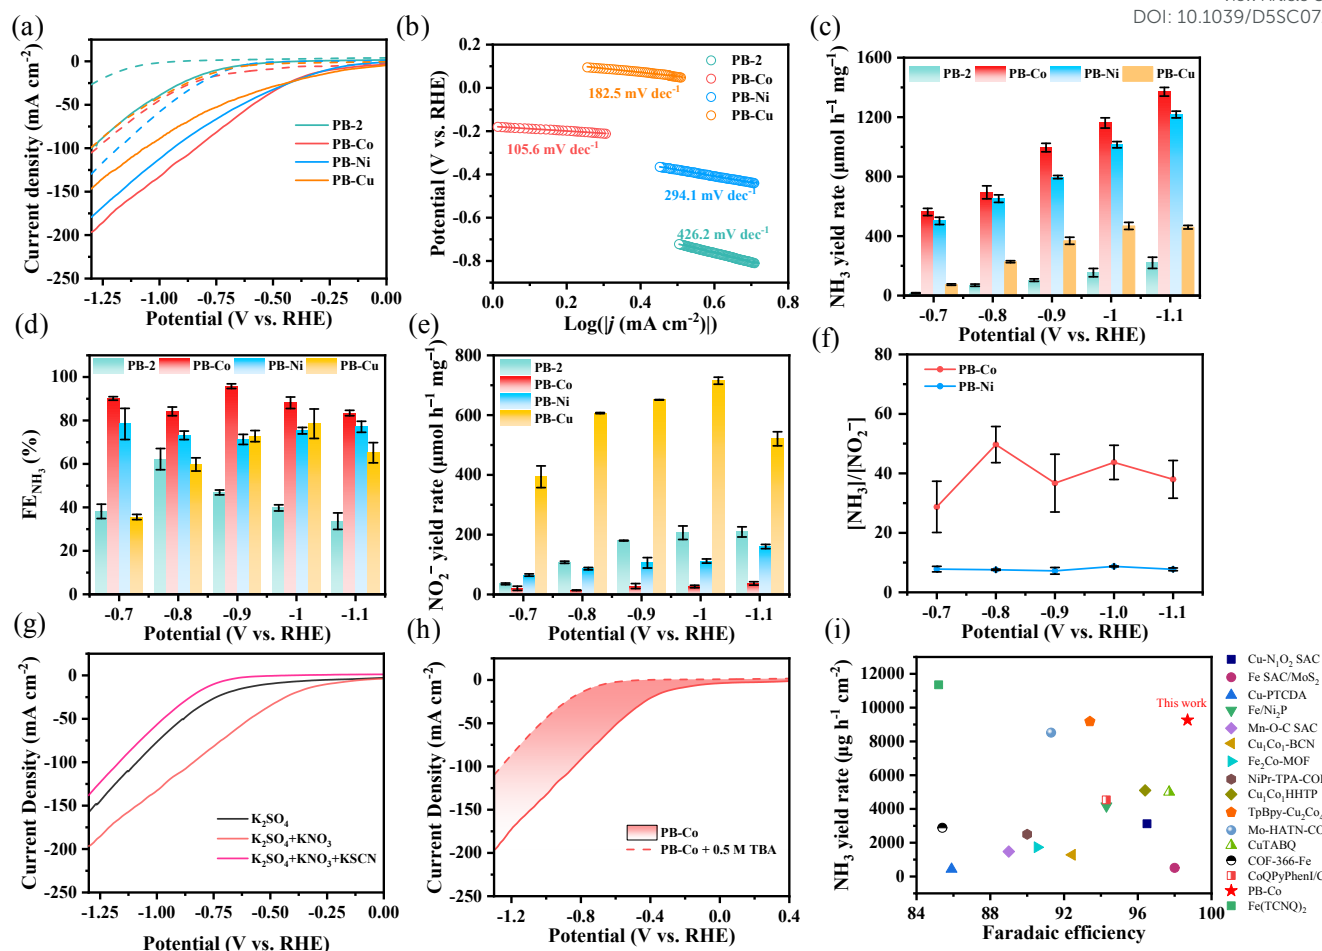 DOI: 10.1039/D5SC07
(a)
Current density (mA cm⁻²)
0
-50
-100
-150
-200
-250
PB-2
PB-Co
PB-Ni
PB-Cu
-1.25 -1.00 -0.75 -0.50 -0.25 0.00
Potential (V vs. RHE)
(b)
Potential (V vs. RHE)
0.2
0.0
-0.2
-0.4
-0.6
-0.8
PB-2
PB-Co
PB-Ni
PB-Cu
182.5 mV dec⁻¹
105.6 mV dec⁻¹
294.1 mV dec⁻¹
426.2 mV dec⁻¹
0.0 0.2 0.4 0.6 0.8
Log(|j (mA cm⁻²)|)
(c)
NH₃ yield rate (μmol h⁻¹ mg⁻¹)
1600
1200
800
400
0
PB-2 PB-Co PB-Ni PB-Cu
-0.7 -0.8 -0.9 -1 -1.1
Potential (V vs. RHE)
(d)
FE_NH₃ (%)
100
80
60
40
20
0
PB-2 PB-Co PB-Ni PB-Cu
-0.7 -0.8 -0.9 -1 -1.1
Potential (V vs. RHE)
(e)
NO₂⁻ yield rate (μmol h⁻¹ mg⁻¹)
800
600
400
200
0
PB-2
PB-Co
PB-Ni
PB-Cu
-0.7 -0.8 -0.9 -1 -1.1
Potential (V vs. RHE)
(f)
[NH₃]/[NO₂⁻]
80
60
40
20
0
PB-Co
PB-Ni
-0.7 -0.8 -0.9 -1.0 -1.1
Potential (V vs. RHE)
(g)
Current Density (mA cm⁻²)
0
-50
-100
-150
-200
-250
K₂SO₄
K₂SO₄+KNO₃
K₂SO₄+KNO₃+KSCN
-1.25 -1.00 -0.75 -0.50 -0.25 0.00
Potential (V vs. RHE)
(h)
Current Density (mA cm⁻²)
0
-50
-100
-150
-200
-250
PB-Co
PB-Co + 0.5 M TBA
-1.2 -0.8 -0.4 0.0 0.4
Potential (V vs. RHE)
(i)
NH₃ yield rate (μg h⁻¹ cm⁻²)
12000
10000
8000
6000
4000
2000
0
This work
84 88 92 96 100
Faradaic efficiency
Cu-N₁O₂ SAC
Fe SAC/MoS₂
Cu-PTCDA
Fe/Ni₂P
Mn-O-C SAC
Cu₁Co₁-BCN
Fe₂Co-MOF
NiPr-TPA-COF
Cu₁Co₁HHTP
TpBpy-Cu₂Co
Mo-HATN-CO
CuTABQ
COF-366-Fe
CoQPyPhenI/C
PB-Co
Fe(TCNQ)₂